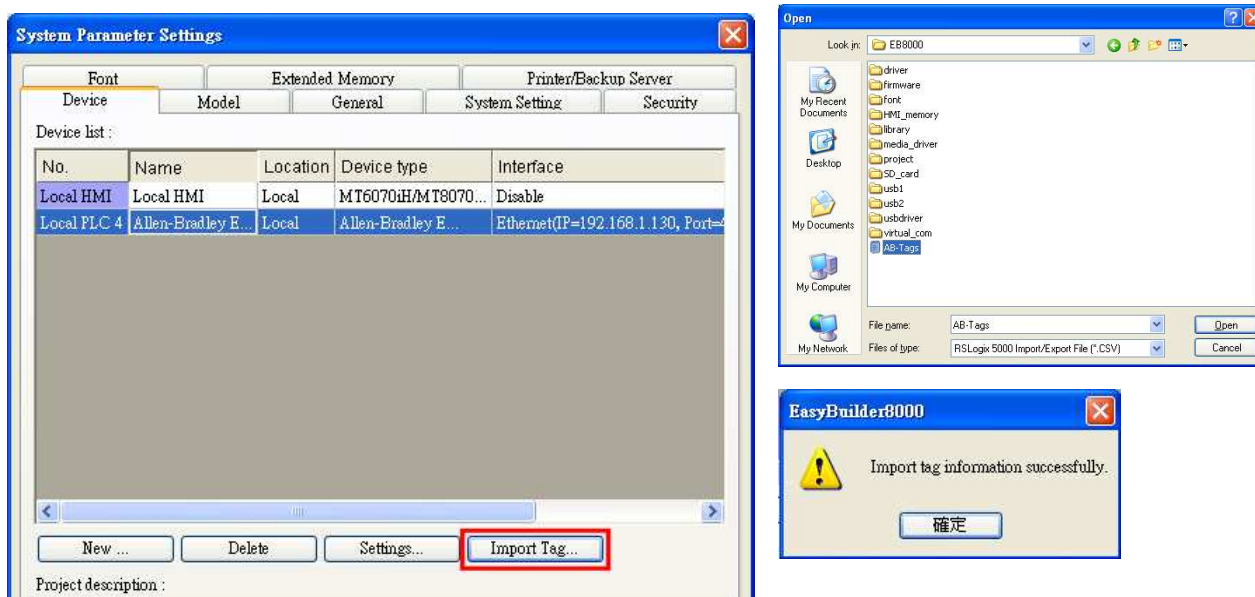 System Parameter Settings
Font Extended Memory Printer/Backup Server
Device Model General System Setting Security
Device list :
No. Name Location Device type Interface
Local HMI Local HMI Local MT6070iH/MT8070... Disable
Local PLC 4 Allen-Bradley E... Local Allen-Bradley E... Ethernet(IP=192.168.1.130, Port=4
New ... Delete Settings... Import Tag...
Project description :
Open
Look in: EB8000
My Recent Documents
Desktop
My Documents
My Computer
My Network
driver
firmware
font
HMI_memory
library
media_driver
project
SD_card
usb1
usb2
usbdriver
virtual_com
AB-Tags
File name: AB-Tags Open
Files of type: RSLogix 5000 Import/Export File (*.CSV) Cancel
EasyBuilder8000
Import tag information successfully.
確定